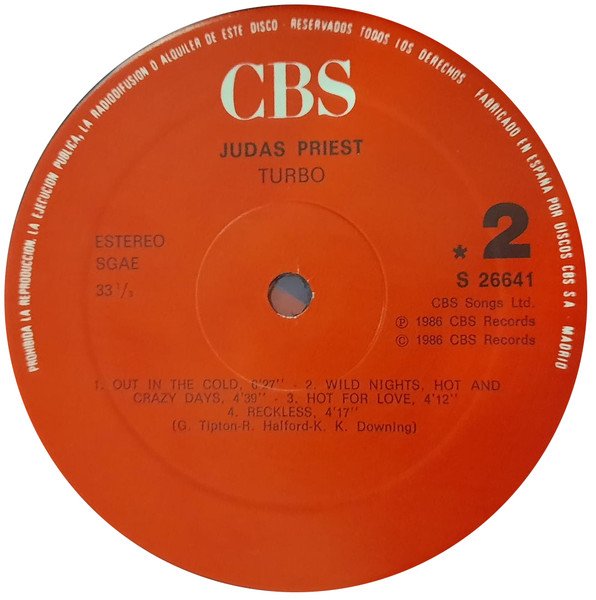 PROHIBIDA LA REPRODUCCION, LA EJECUCION PUBLICA, LA RADIODIFUSION O ALQUILER DE ESTE DISCO · RESERVADOS TODOS LOS DERECHOS · FABRICADO EN ESPAÑA POR DISCOS CBS S A · MADRID
CBS
JUDAS PRIEST
TURBO
ESTEREO
SGAE
33 1/3
* 2
S 26641
CBS Songs Ltd.
℗ 1986 CBS Records
© 1986 CBS Records
1. OUT IN THE COLD, 6'27'' - 2. WILD NIGHTS, HOT AND
CRAZY DAYS, 4'39'' - 3. HOT FOR LOVE, 4'12''
4. RECKLESS, 4'17''
(G. Tipton-R. Halford-K. K. Downing)